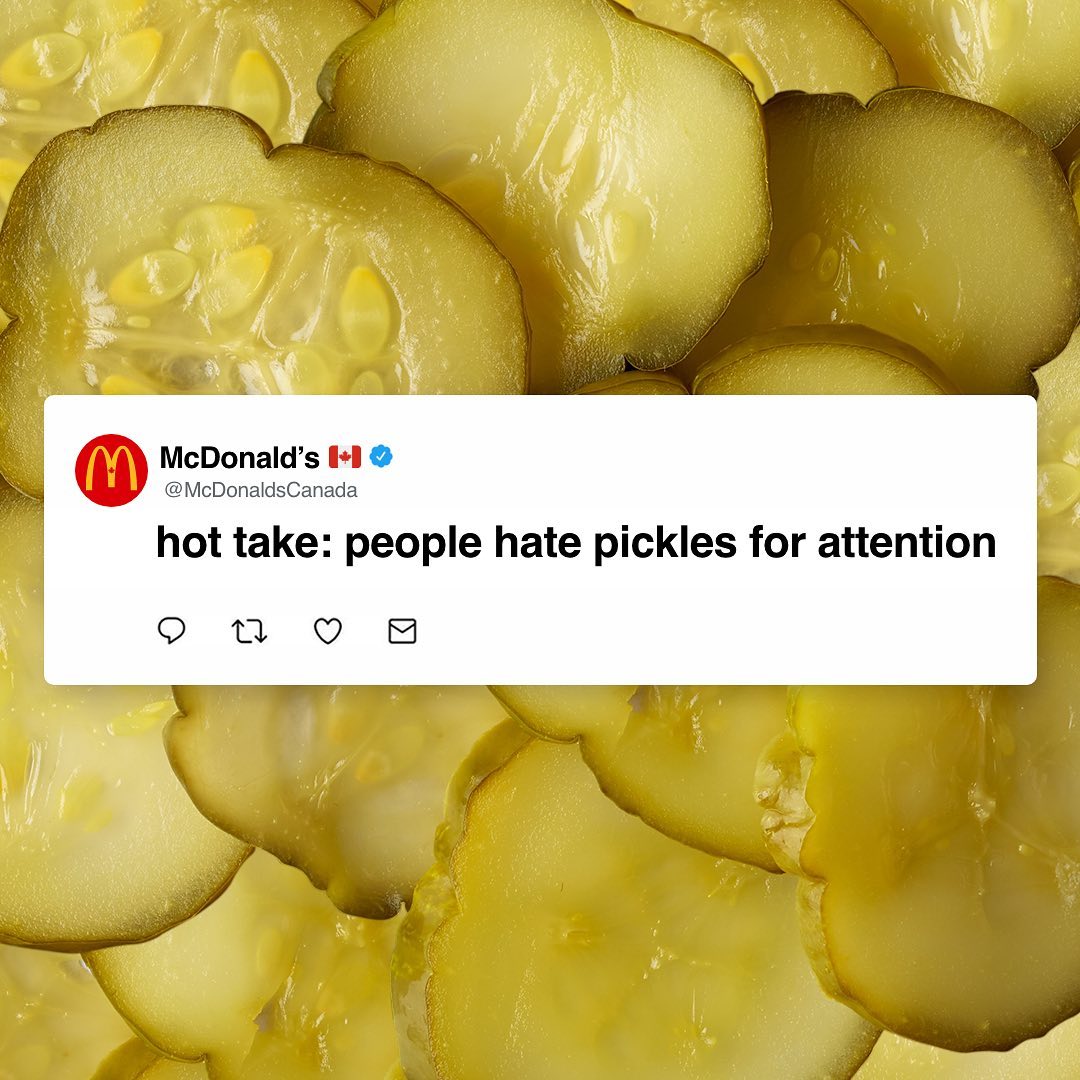 McDonald’s 🇨🇦
@McDonaldsCanada
hot take: people hate pickles for attention